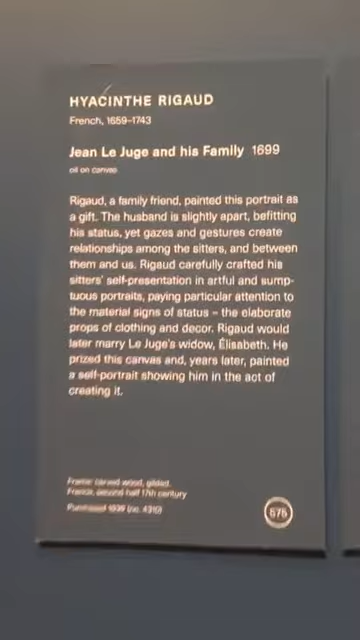 HYACINTHE RIGAUD
French, 1659–1743
Jean Le Juge and his Family 1699
oil on canvas
Rigaud, a family friend, painted this portrait as
a gift. The husband is slightly apart, befitting
his status, yet gazes and gestures create
relationships among the sitters, and between
them and us. Rigaud carefully crafted his
sitters' self-presentation in artful and sump-
tuous portraits, paying particular attention to
the material signs of status – the elaborate
props of clothing and decor. Rigaud would
later marry Le Juge's widow, Élisabeth. He
prized this canvas and, years later, painted
a self-portrait showing him in the act of
creating it.
Frame: carved wood, gilded,
France, second half 17th century
Purchased 1939 (no. 4310)
575